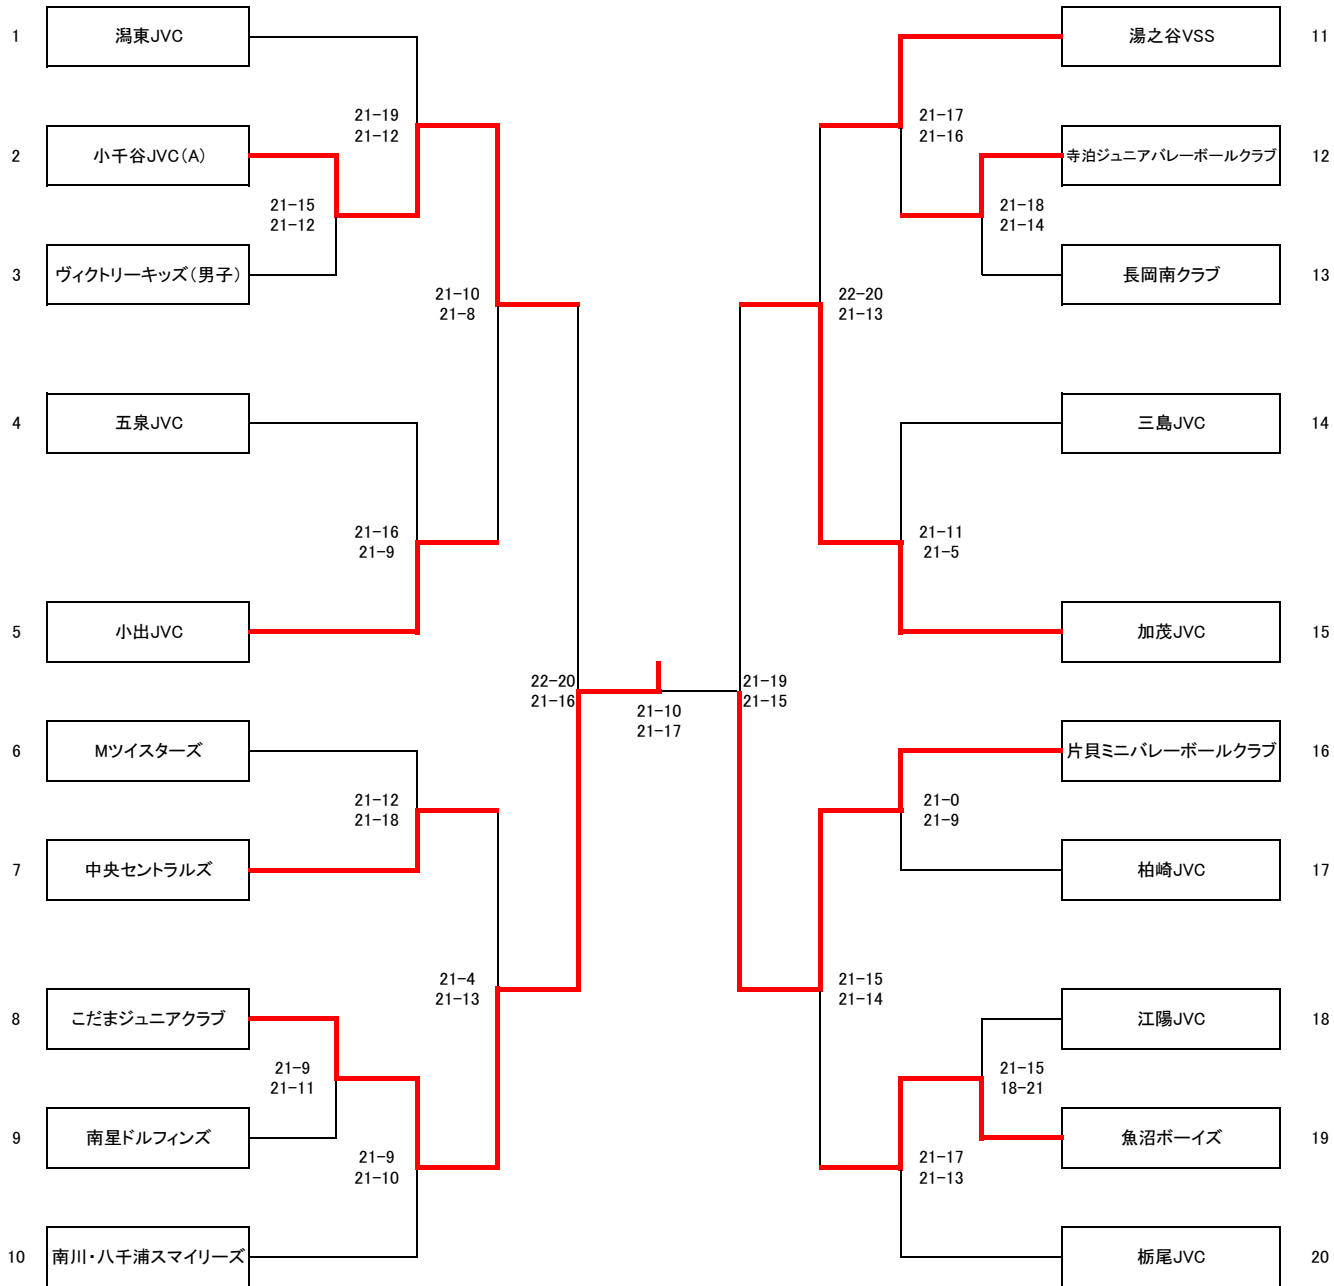 1 潟東JVC
21-19
21-12
2 小千谷JVC(A)
21-15
21-12
3 ヴィクトリーキッズ(男子)
21-10
21-8
4 五泉JVC
21-16
21-9
5 小出JVC
22-20
21-16
6 Mツイスターズ
21-12
21-18
7 中央セントラルズ
21-4
21-13
8 こだまジュニアクラブ
21-9
21-11
9 南星ドルフィンズ
21-9
21-10
10 南川・八千浦スマイリーズ
21-10
21-17
湯之谷VSS 11
21-17
21-16
寺泊ジュニアバレーボールクラブ 12
21-18
21-14
長岡南クラブ 13
22-20
21-13
三島JVC 14
21-11
21-5
加茂JVC 15
21-19
21-15
片貝ミニバレーボールクラブ 16
21-0
21-9
柏崎JVC 17
21-15
21-14
江陽JVC 18
21-15
18-21
魚沼ボーイズ 19
21-17
21-13
栃尾JVC 20